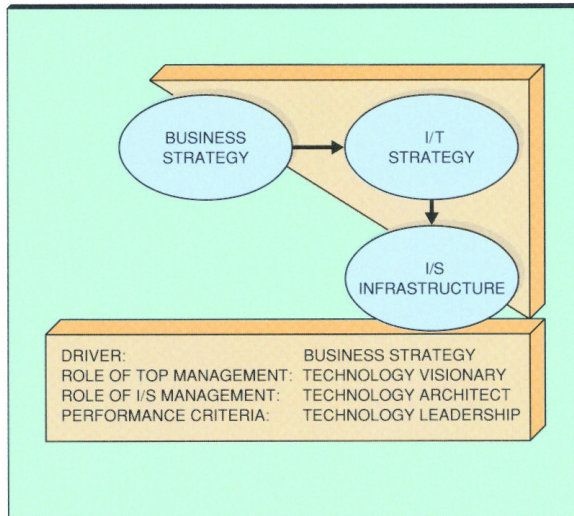 BUSINESS
STRATEGY
I/T
STRATEGY
I/S
INFRASTRUCTURE
DRIVER: BUSINESS STRATEGY
ROLE OF TOP MANAGEMENT: TECHNOLOGY VISIONARY
ROLE OF I/S MANAGEMENT: TECHNOLOGY ARCHITECT
PERFORMANCE CRITERIA: TECHNOLOGY LEADERSHIP